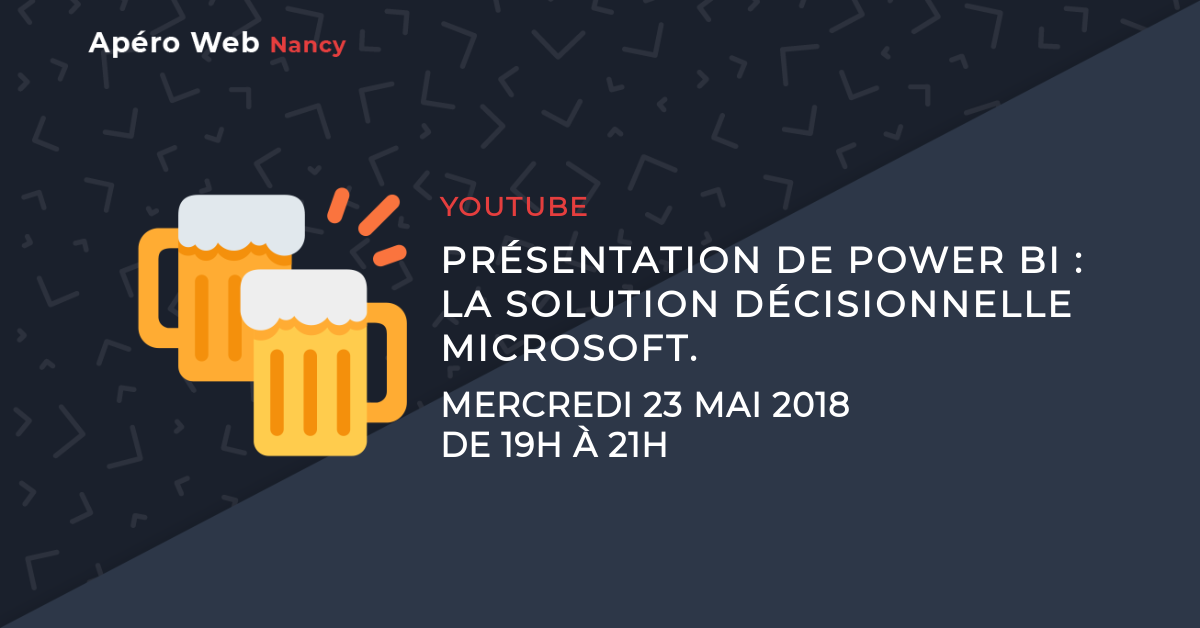 Apéro Web Nancy
YOUTUBE
PRÉSENTATION DE POWER BI :
LA SOLUTION DÉCISIONNELLE
MICROSOFT.
MERCREDI 23 MAI 2018
DE 19H À 21H